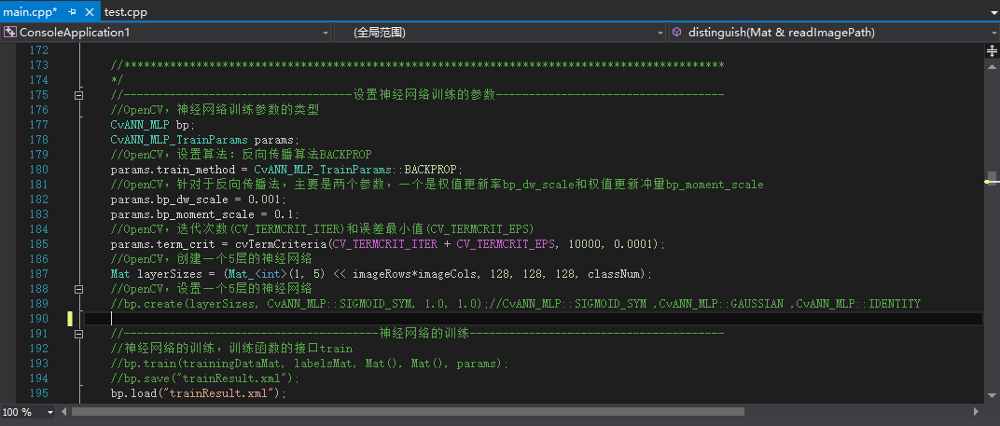 main.cpp* test.cpp
ConsoleApplication1 (全局范围) distinguish(Mat & readImagePath)
172
173 //********************************************************************************************
174 */
175 //-----------------------------------设置神经网络训练的参数-----------------------------------
176 //OpenCV，神经网络训练参数的类型
177 CvANN_MLP bp;
178 CvANN_MLP_TrainParams params;
179 //OpenCV，设置算法：反向传播算法BACKPROP
180 params.train_method = CvANN_MLP_TrainParams::BACKPROP;
181 //OpenCV，针对于反向传播法，主要是两个参数，一个是权值更新率bp_dw_scale和权值更新冲量bp_moment_scale
182 params.bp_dw_scale = 0.001;
183 params.bp_moment_scale = 0.1;
184 //OpenCV，迭代次数(CV_TERMCRIT_ITER)和误差最小值(CV_TERMCRIT_EPS)
185 params.term_crit = cvTermCriteria(CV_TERMCRIT_ITER + CV_TERMCRIT_EPS, 10000, 0.0001);
186 //OpenCV，创建一个5层的神经网络
187 Mat layerSizes = (Mat_<int>(1, 5) << imageRows*imageCols, 128, 128, 128, classNum);
188 //OpenCV，设置一个5层的神经网络
189 //bp.create(layerSizes, CvANN_MLP::SIGMOID_SYM, 1.0, 1.0);//CvANN_MLP::SIGMOID_SYM ,CvANN_MLP::GAUSSIAN ,CvANN_MLP::IDENTITY
190
191 //---------------------------------------神经网络的训练---------------------------------------
192 //神经网络的训练，训练函数的接口train
193 //bp.train(trainingDataMat, labelsMat, Mat(), Mat(), params);
194 //bp.save("trainResult.xml");
195 bp.load("trainResult.xml");
100 %